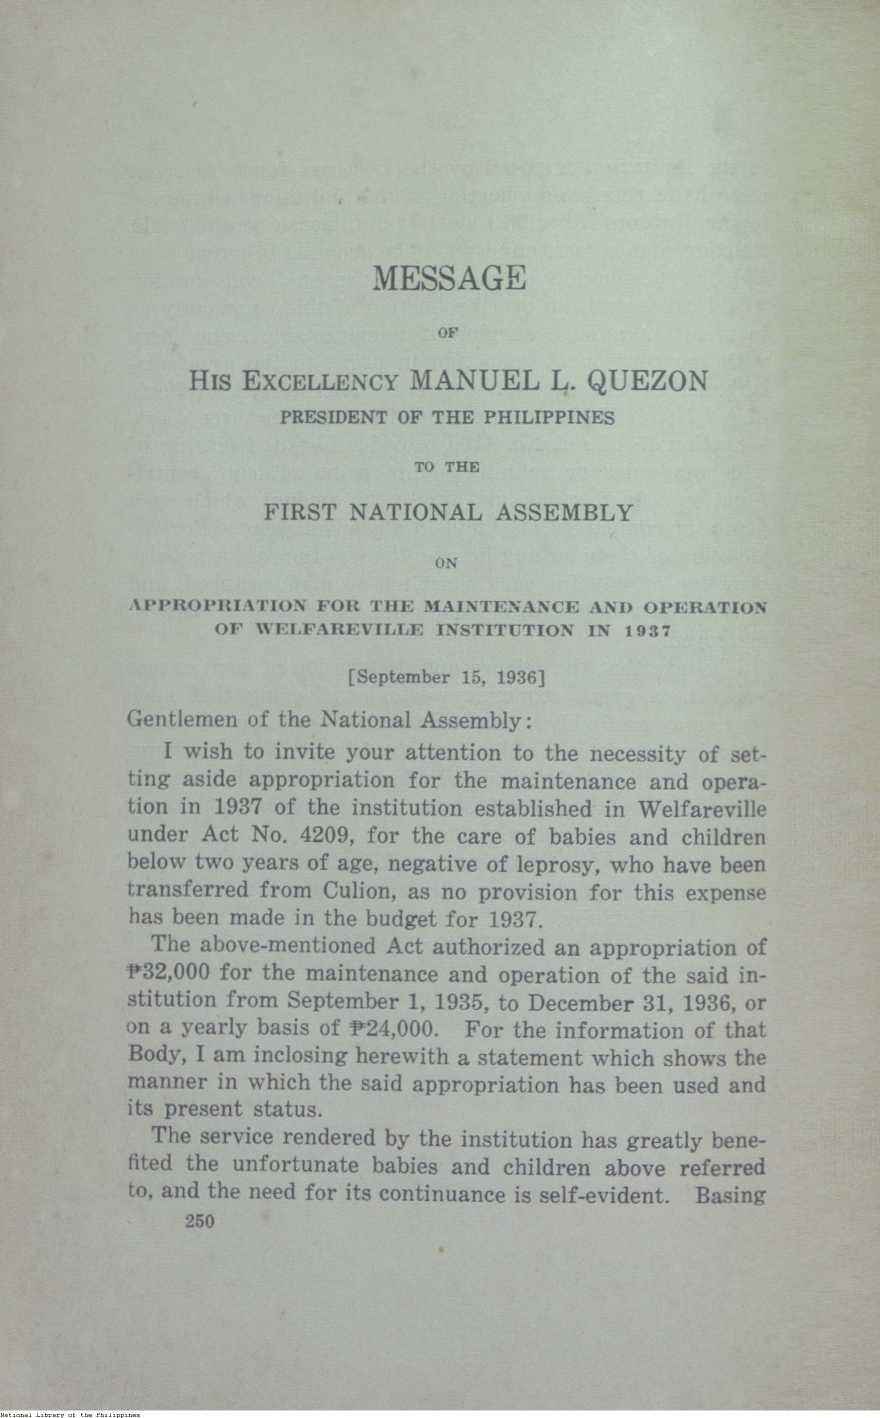 MESSAGE
OF
HIS EXCELLENCY MANUEL L. QUEZON
PRESIDENT OF THE PHILIPPINES
TO THE
FIRST NATIONAL ASSEMBLY
ON
APPROPRIATION FOR THE MAINTENANCE AND OPERATION
OF WELFAREVILLE INSTITUTION IN 1937
[September 15, 1936]
Gentlemen of the National Assembly:
I wish to invite your attention to the necessity of set-
ting aside appropriation for the maintenance and opera-
tion in 1937 of the institution established in Welfareville
under Act No. 4209, for the care of babies and children
below two years of age, negative of leprosy, who have been
transferred from Culion, as no provision for this expense
has been made in the budget for 1937.
The above-mentioned Act authorized an appropriation of
₱32,000 for the maintenance and operation of the said in-
stitution from September 1, 1935, to December 31, 1936, or
on a yearly basis of ₱24,000. For the information of that
Body, I am inclosing herewith a statement which shows the
manner in which the said appropriation has been used and
its present status.
The service rendered by the institution has greatly bene-
fited the unfortunate babies and children above referred
to, and the need for its continuance is self-evident. Basing
250
National Library of the Philippines